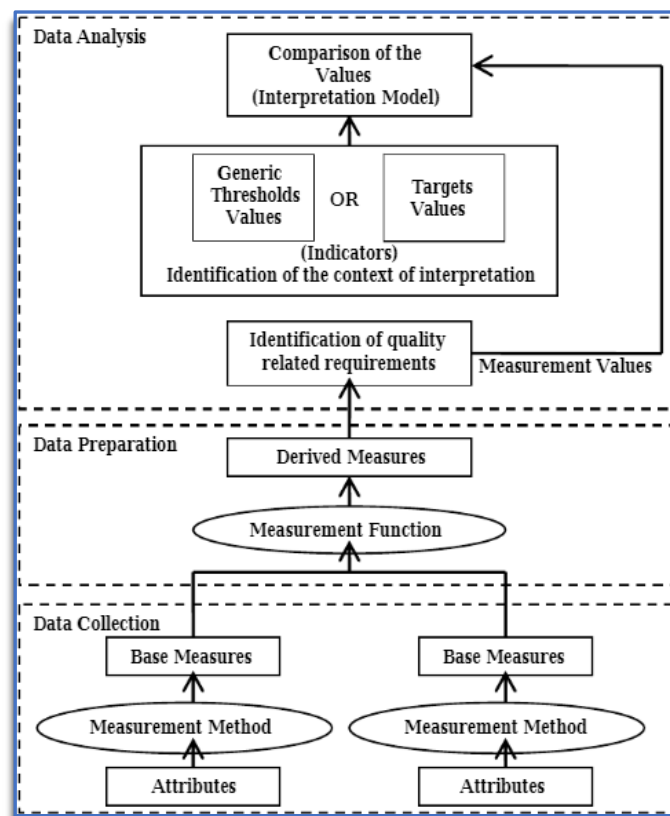 Data Analysis
Comparison of the
Values
(Interpretation Model)
Generic
Thresholds
Values
OR
Targets
Values
(Indicators)
Identification of the context of interpretation
Identification of quality
related requirements
Measurement Values
Data Preparation
Derived Measures
Measurement Function
Data Collection
Base Measures
Base Measures
Measurement Method
Measurement Method
Attributes
Attributes